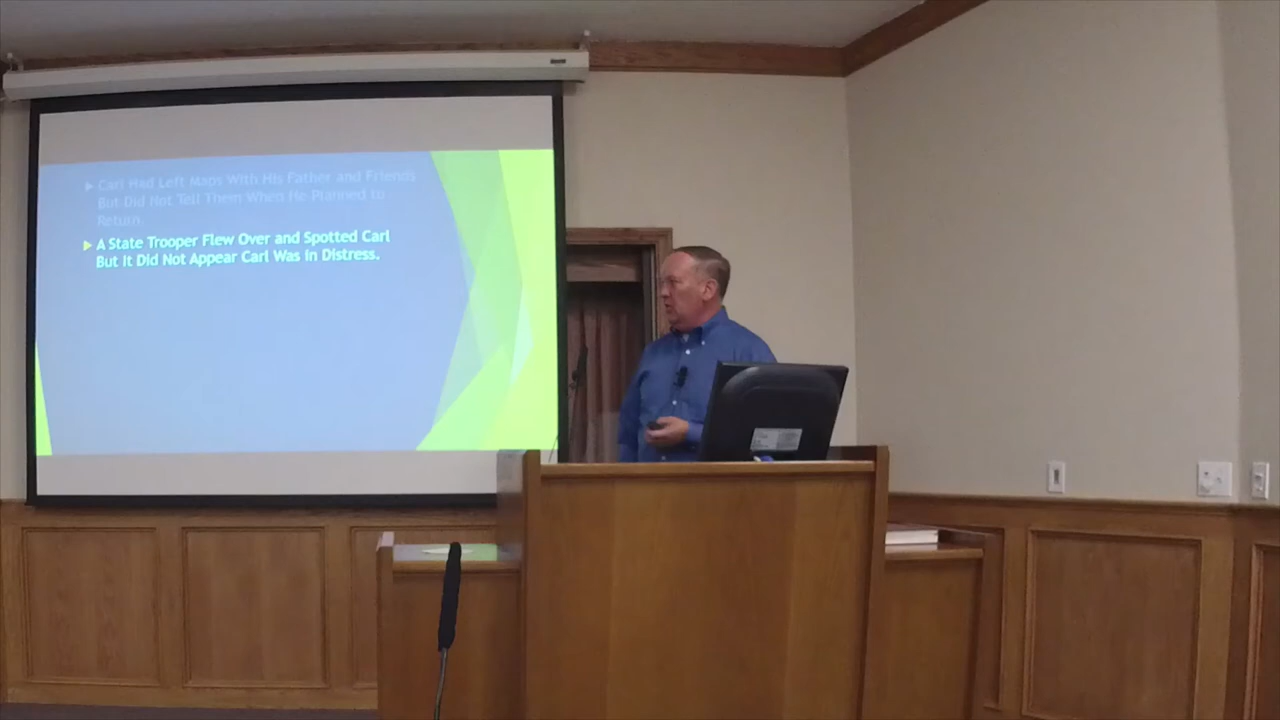 Carl Had Left Maps With His Father and Friends
But Did Not Tell Them When He Planned to
Return.
A State Trooper Flew Over and Spotted Carl
But it Did Not Appear Carl Was in Distress.